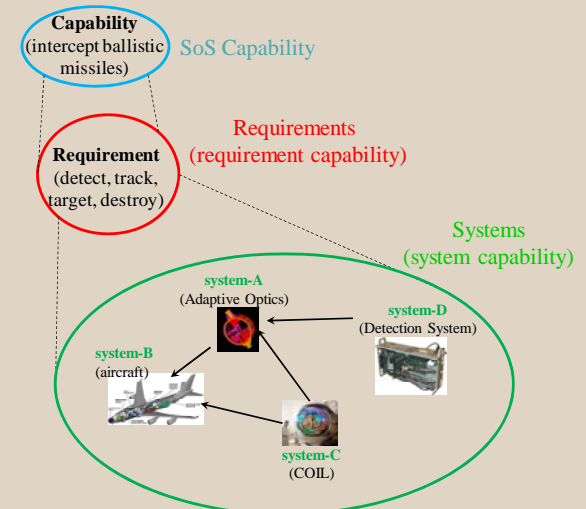 Capability
(intercept ballistic
missiles)
SoS Capability
Requirements
(requirement capability)
Requirement
(detect, track,
target, destroy)
Systems
(system capability)
system-A
(Adaptive Optics)
system-D
(Detection System)
system-B
(aircraft)
system-C
(COIL)